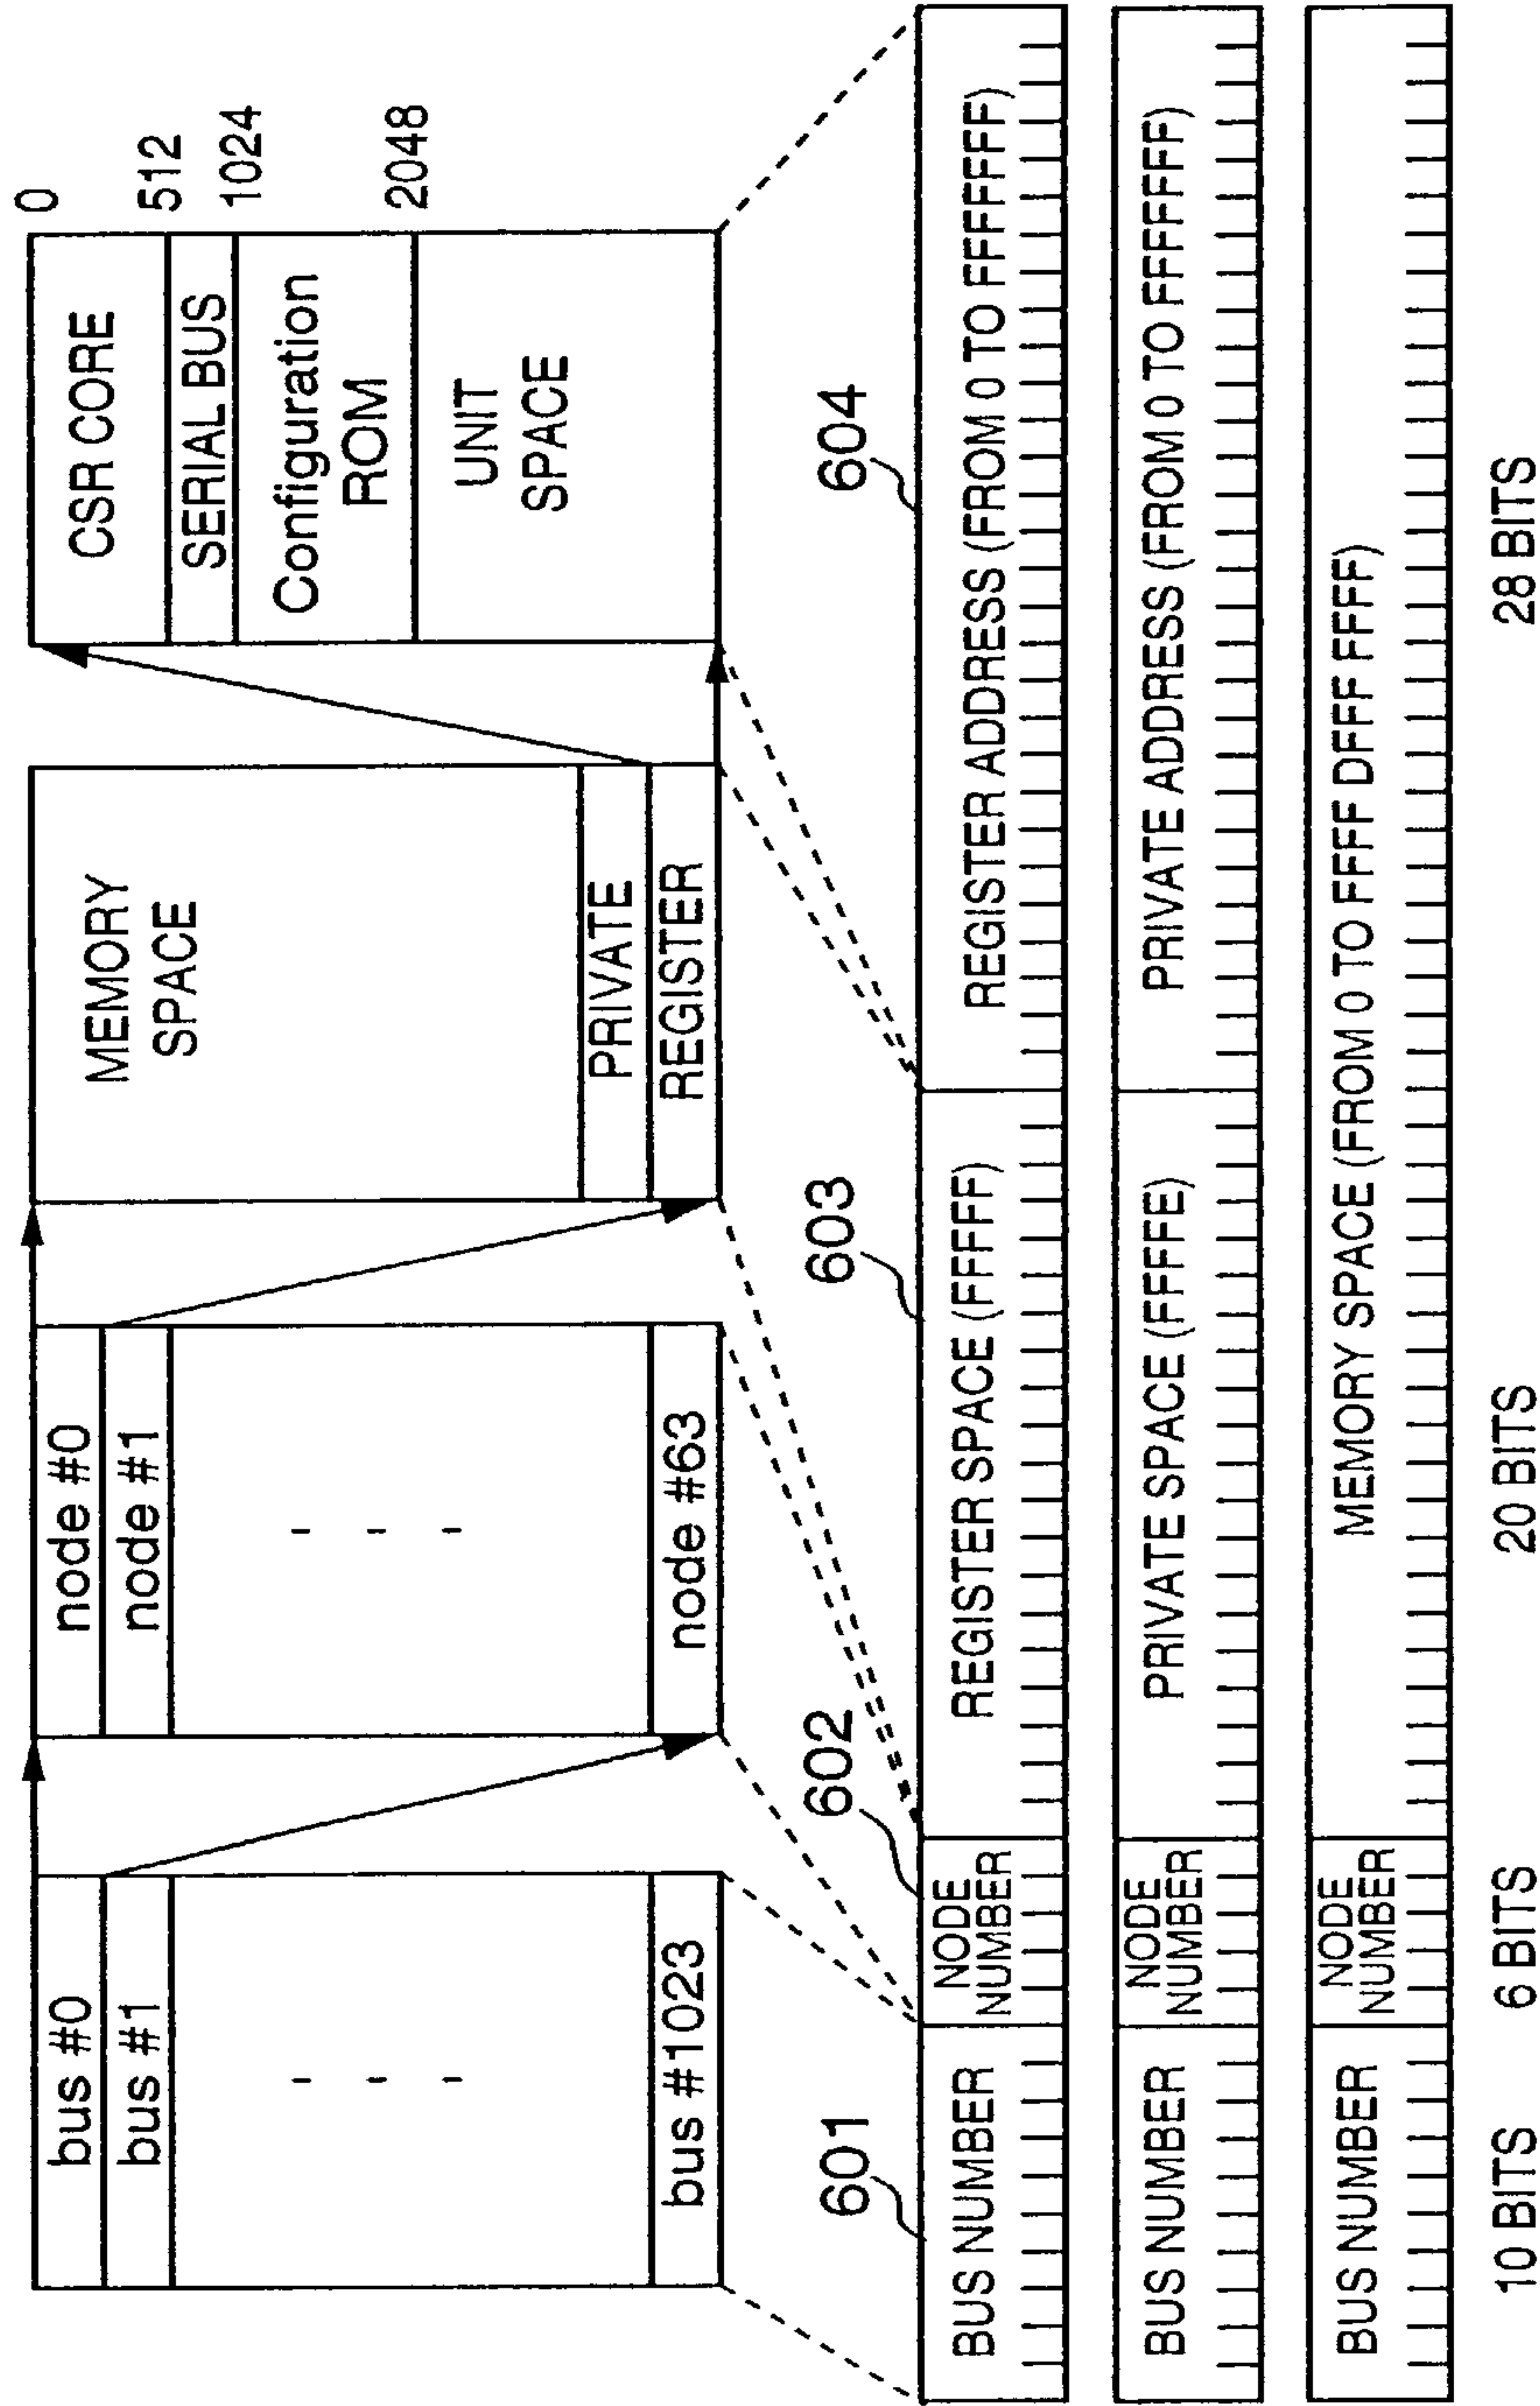 bus #0
bus #1
bus #1023
node #0
node #1
node #63
MEMORY
SPACE
PRIVATE
REGISTER
0
512
1024
2048
CSR CORE
SERIAL BUS
Configuration
ROM
UNIT
SPACE
601
602
603
604
BUS NUMBER
NODE
NUMBER
REGISTER SPACE (FFFFF)
REGISTER ADDRESS (FROM 0 TO FFFFFFF)
BUS NUMBER
NODE
NUMBER
PRIVATE SPACE (FFFFE)
PRIVATE ADDRESS (FROM 0 TO FFFFFFF)
BUS NUMBER
NODE
NUMBER
MEMORY SPACE (FROM 0 TO FFFF DFFF FFFF)
10 BITS
6 BITS
20 BITS
28 BITS